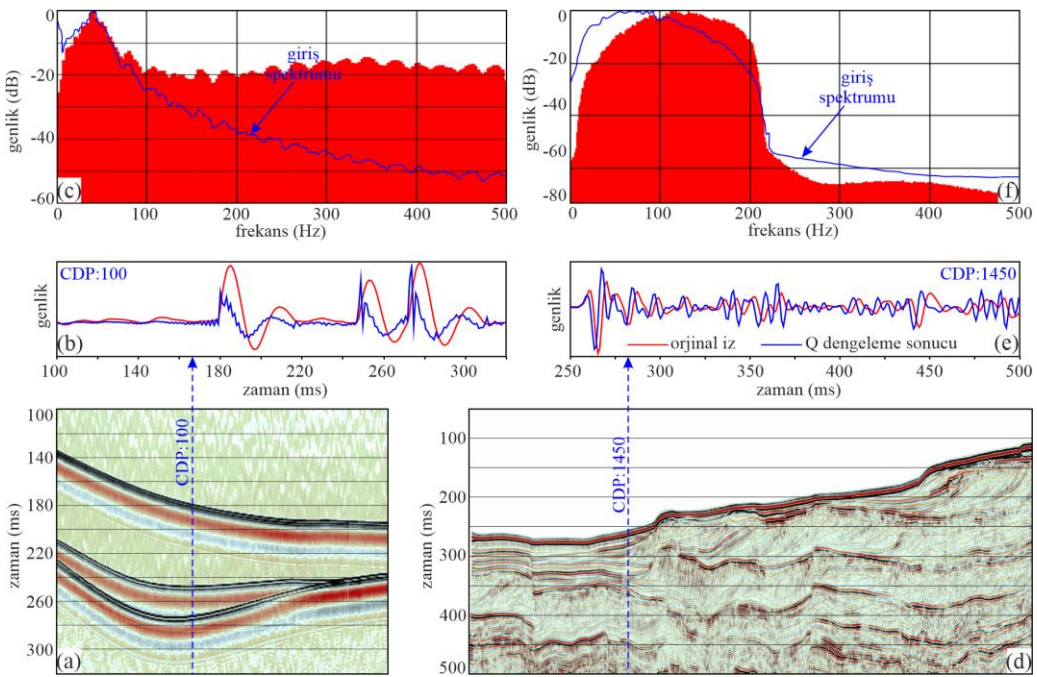 0
-20
-40
-60
genlik (dB)
giriş
spektrumu
(c)
0 100 200 300 400 500
frekans (Hz)
0
-20
-40
-60
-80
genlik (dB)
giriş
spektrumu
(f)
0 100 200 300 400 500
frekans (Hz)
CDP:100
genlik
(b)
100 140 180 220 260 300
zaman (ms)
CDP:1450
genlik
orjinal iz
Q dengeleme sonucu
(e)
250 300 350 400 450 500
zaman (ms)
100
140
180
220
260
300
zaman (ms)
CDP:100
(a)
100
200
300
400
500
zaman (ms)
CDP:1450
(d)